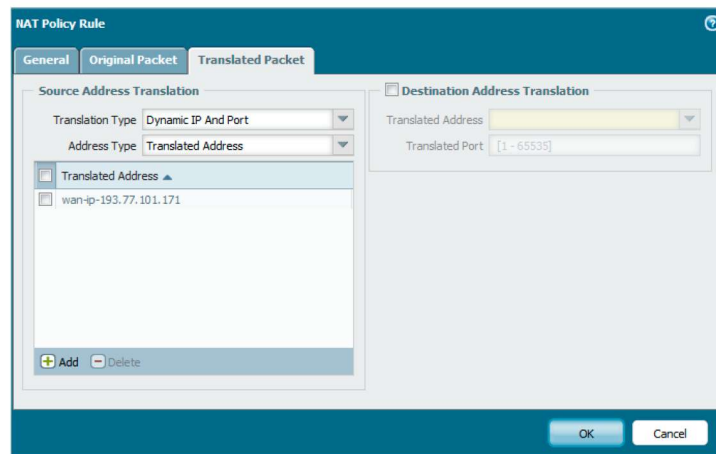 NAT Policy Rule
General
Original Packet
Translated Packet
Source Address Translation
Translation Type
Dynamic IP And Port
Address Type
Translated Address
Translated Address
wan-ip-193.77.101.171
Add
Delete
Destination Address Translation
Translated Address
Translated Port
[1 - 65535]
OK
Cancel